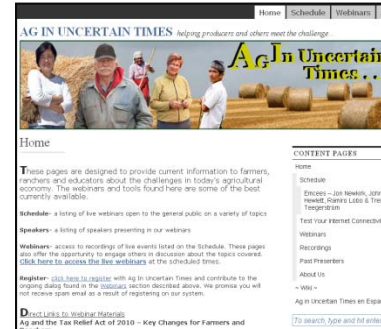 Home Schedule Webinars
AG IN UNCERTAIN TIMES helping producers and others meet the challenge
AgIn Uncertain
Times . .
Home
These pages are designed to provide current information to farmers,
ranchers and educators about the challenges in today's agricultural
economy. The webinars and tools found here are some of the best
currently available.
Schedule- a listing of live webinars open to the general public on a variety of topics
Speakers- a listing of speakers presenting in our webinars
Webinars- access to recordings of live events listed on the Schedule. These pages
also offer the opportunity to engage others in discussion about the topics covered.
Click here to access the live webinars at the scheduled times.
Register- click here to register with Ag in Uncertain Times and contribute to the
ongoing dialog found in the Webinars section described above. We promise you will
not receive spam email as a result of registering on our system.
Direct Links to Webinar Materials
Ag and the Tax Relief Act of 2010 – Key Changes for Farmers and
CONTENT PAGES
Home
Schedule
Emcees – Jon Newkirk, John
Hewlett, Ramiro Lobo & Trent
Teegerstrom
Test Your Internet Connectivity
Webinars
Recordings
Past Presenters
About Us
~ Wiki ~
Ag in Uncertain Times en Espa
To search, type and hit enter